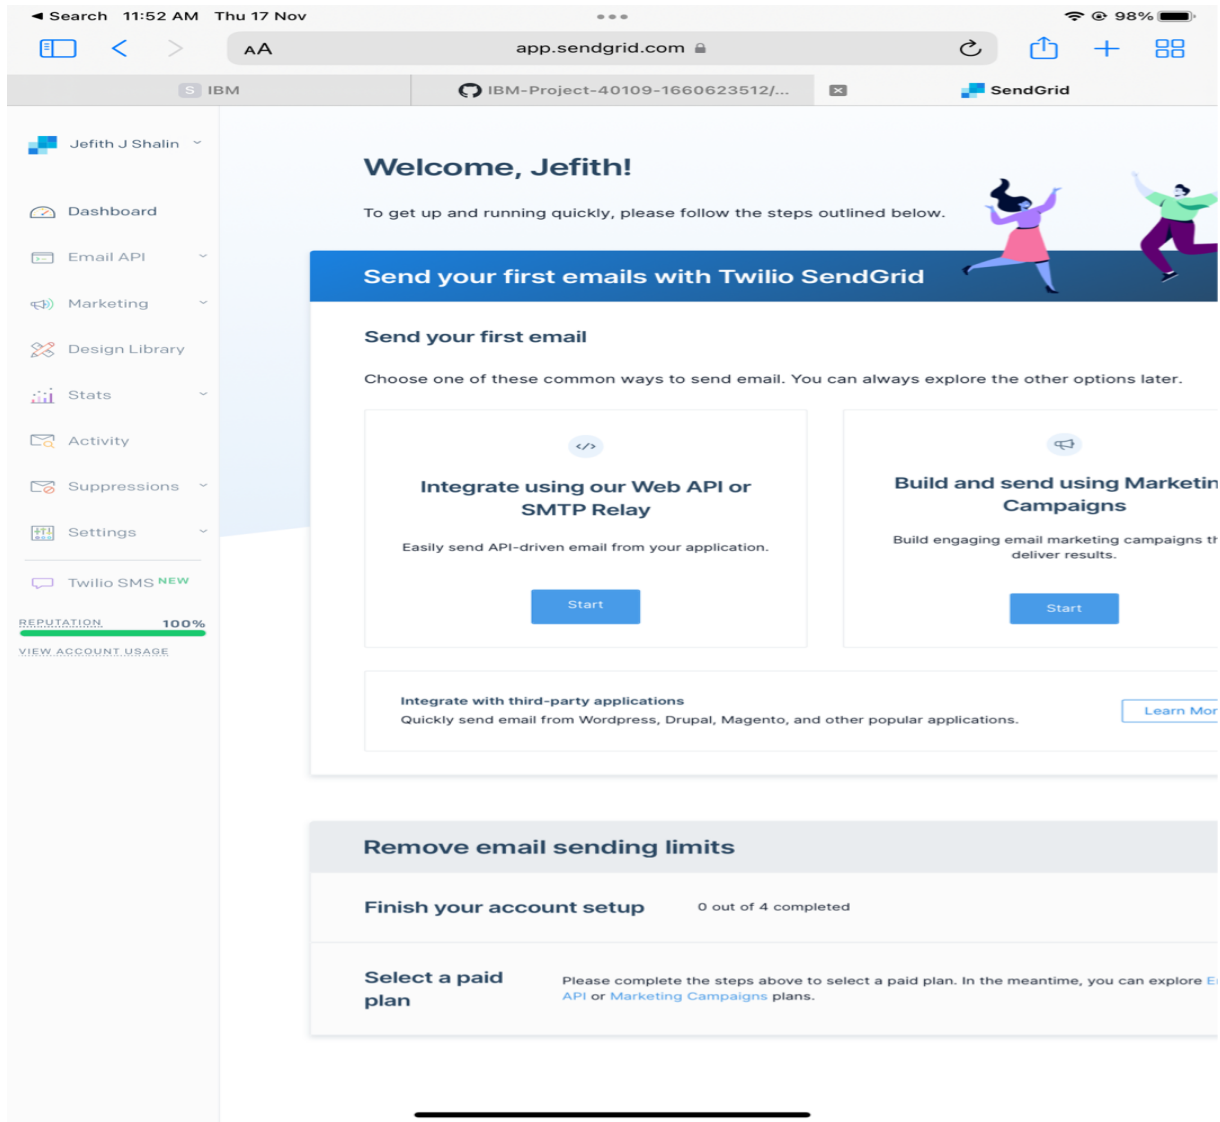 Search 11:52 AM Thu 17 Nov 98%
AA app.sendgrid.com
S IBM IBM-Project-40109-1660623512/... SendGrid
Jefith J Shalin
Dashboard
Email API
Marketing
Design Library
Stats
Activity
Suppressions
Settings
Twilio SMS NEW
REPUTATION 100%
VIEW ACCOUNT USAGE
Welcome, Jefith!
To get up and running quickly, please follow the steps outlined below.
Send your first emails with Twilio SendGrid
Send your first email
Choose one of these common ways to send email. You can always explore the other options later.
Integrate using our Web API or
SMTP Relay
Easily send API-driven email from your application.
Start
Build and send using Marketin
Campaigns
Build engaging email marketing campaigns th
deliver results.
Start
Integrate with third-party applications
Quickly send email from Wordpress, Drupal, Magento, and other popular applications.
Learn Mor
Remove email sending limits
Finish your account setup 0 out of 4 completed
Select a paid
plan
Please complete the steps above to select a paid plan. In the meantime, you can explore E
API or Marketing Campaigns plans.